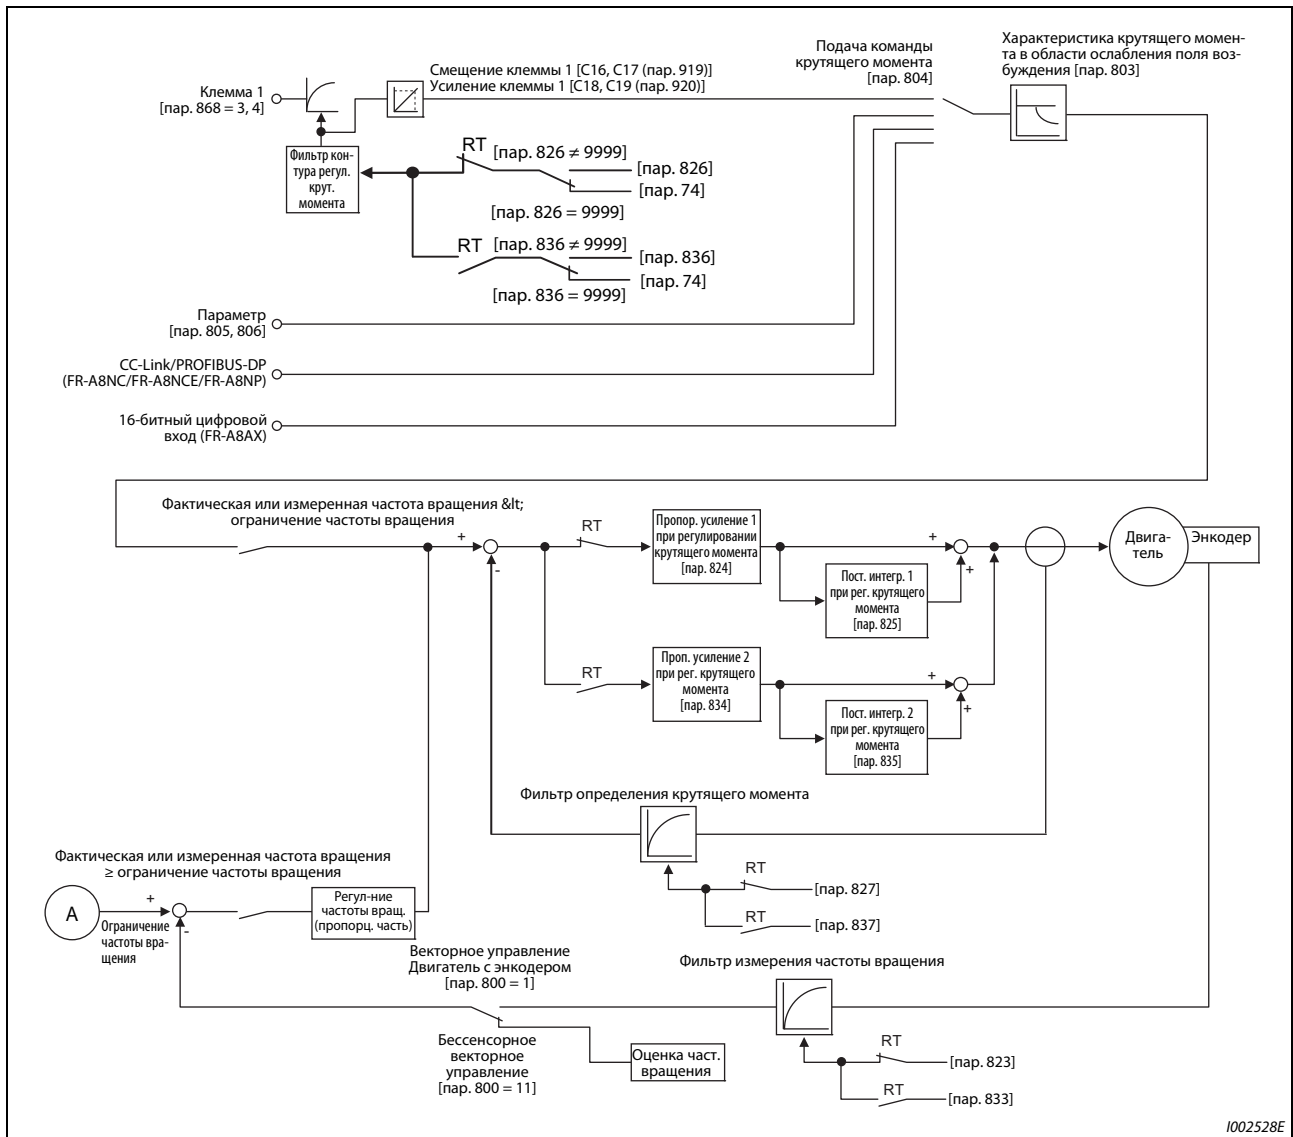 Подача команды
крутящего момента
[пар. 804]
Характеристика крутящего момен-
та в области ослабления поля воз-
буждения [пар. 803]
Клемма 1
[пар. 868 = 3, 4]
Смещение клеммы 1 [C16, C17 (пар. 919)]
Усиление клеммы 1 [C18, C19 (пар. 920)]
Фильтр кон-
тура регул.
крут.
момента
RT
[пар. 826 ≠ 9999]
[пар. 826]
[пар. 74]
[пар. 826 = 9999]
RT
[пар. 836 ≠ 9999]
[пар. 836]
[пар. 74]
[пар. 836 = 9999]
Параметр
[пар. 805, 806]
CC-Link/PROFIBUS-DP
(FR-A8NC/FR-A8NCE/FR-A8NP)
16-битный цифровой
вход (FR-A8AX)
Фактическая или измеренная частота вращения &lt;
ограничение частоты вращения
+
-
RT
Пропор. усиление 1
при регулировании
крутящего момента
[пар. 824]
+
+
Пост. интегр. 1
при рег. крутящего
момента
[пар. 825]
Двига-
тель
Энкодер
RT
Проп. усиление 2
при рег. крутящего
момента
[пар. 834]
+
+
Пост. интегр. 2
при рег. крутящего
момента
[пар. 835]
Фильтр определения крутящего момента
RT
[пар. 827]
RT
[пар. 837]
Фактическая или измеренная частота вращения
≥ ограничение частоты вращения
A
+
-
Ограничение
частоты вра-
щения
Регул-ние
частоты вращ.
(пропорц. часть)
Векторное управление
Двигатель с энкодером
[пар. 800 = 1]
Фильтр измерения частоты вращения
Бессенсорное
векторное
управление
[пар. 800 = 11]
Оценка част.
вращения
RT
[пар. 823]
RT
[пар. 833]
I002528E